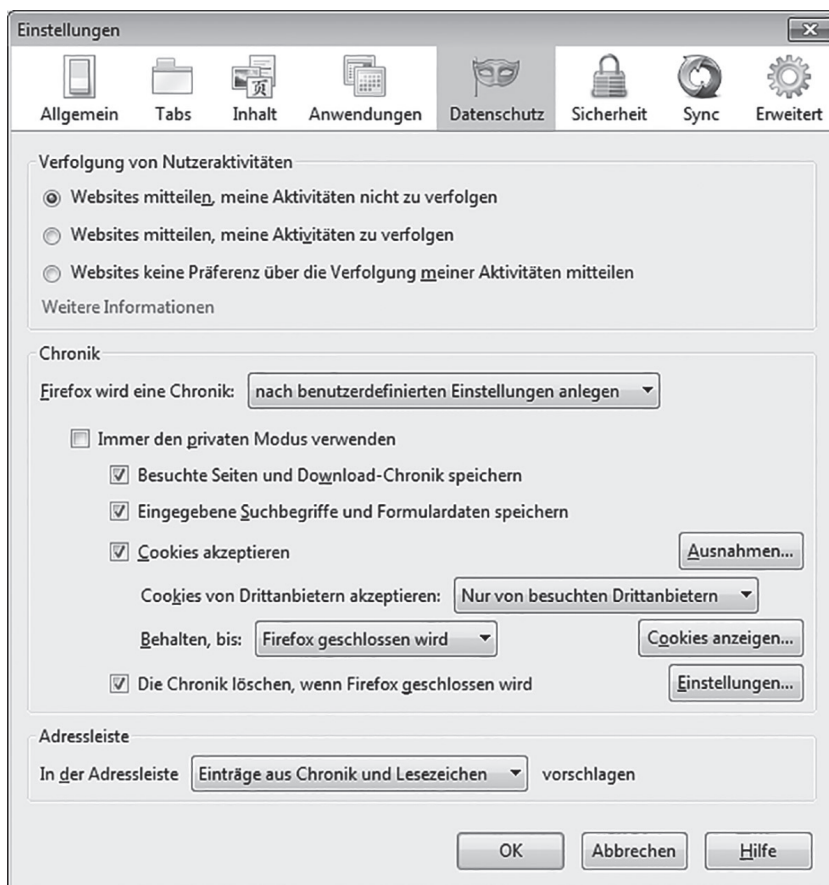 Einstellungen
Allgemein Tabs Inhalt Anwendungen Datenschutz Sicherheit Sync Erweitert
Verfolgung von Nutzeraktivitäten
Websites mitteilen, meine Aktivitäten nicht zu verfolgen
Websites mitteilen, meine Aktivitäten zu verfolgen
Websites keine Präferenz über die Verfolgung meiner Aktivitäten mitteilen
Weitere Informationen
Chronik
Firefox wird eine Chronik: nach benutzerdefinierten Einstellungen anlegen
Immer den privaten Modus verwenden
Besuchte Seiten und Download-Chronik speichern
Eingegebene Suchbegriffe und Formulardaten speichern
Cookies akzeptieren Ausnahmen...
Cookies von Drittanbietern akzeptieren: Nur von besuchten Drittanbietern
Behalten, bis: Firefox geschlossen wird Cookies anzeigen...
Die Chronik löschen, wenn Firefox geschlossen wird Einstellungen...
Adressleiste
In der Adressleiste Einträge aus Chronik und Lesezeichen vorschlagen
OK Abbrechen Hilfe